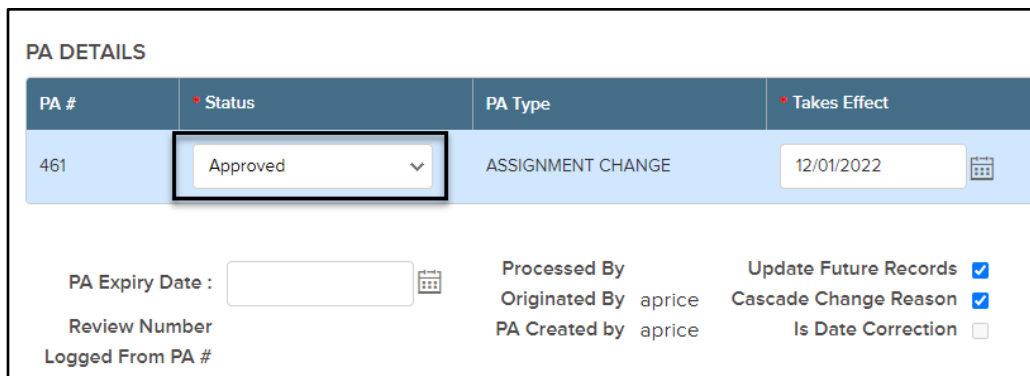 PA DETAILS
PA # * Status PA Type * Takes Effect
461 Approved ASSIGNMENT CHANGE 12/01/2022
PA Expiry Date : Processed By Update Future Records
Originated By aprice Cascade Change Reason
Review Number PA Created by aprice Is Date Correction
Logged From PA #